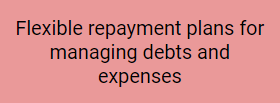 Flexible repayment plans for
managing debts and
expenses